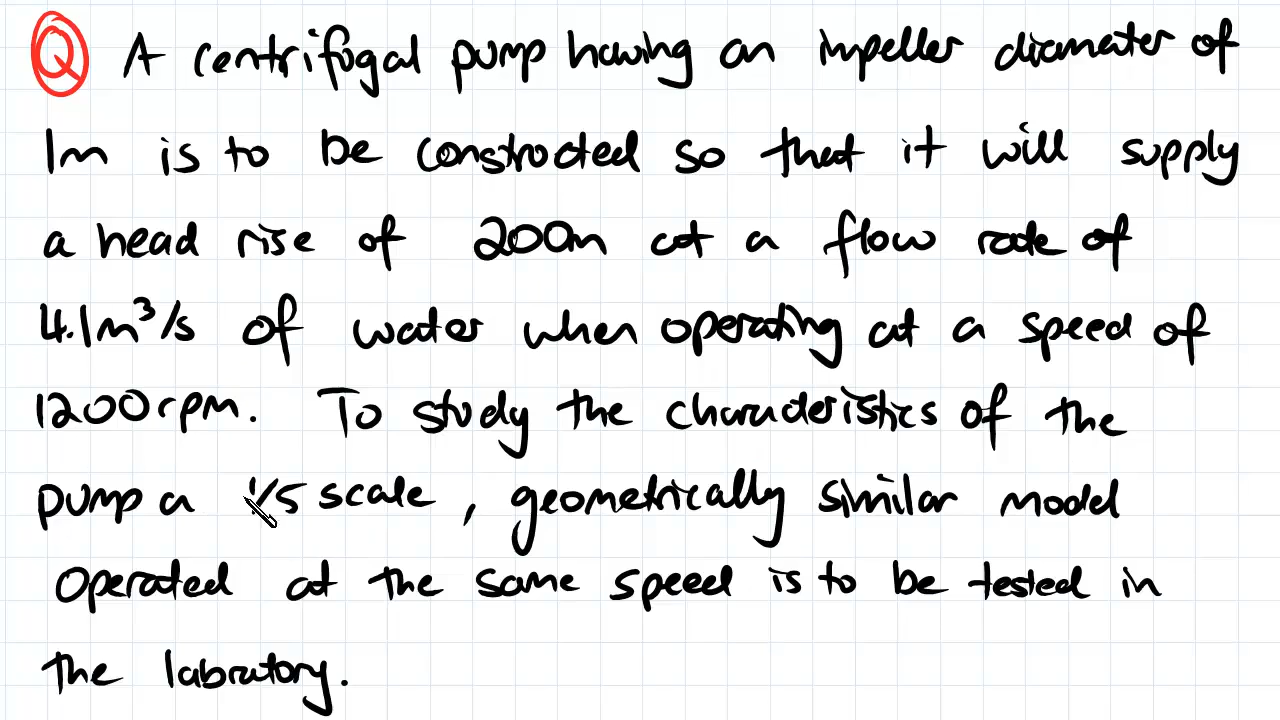 Q A centrifugal pump having an impeller diameter of
1m is to be constructed so that it will supply
a head rise of 200m at a flow rate of
4.1m³/s of water when operating at a speed of
1200rpm. To study the characteristics of the
pump a 1/5 scale, geometrically similar model
operated at the same speed is to be tested in
the labratory.